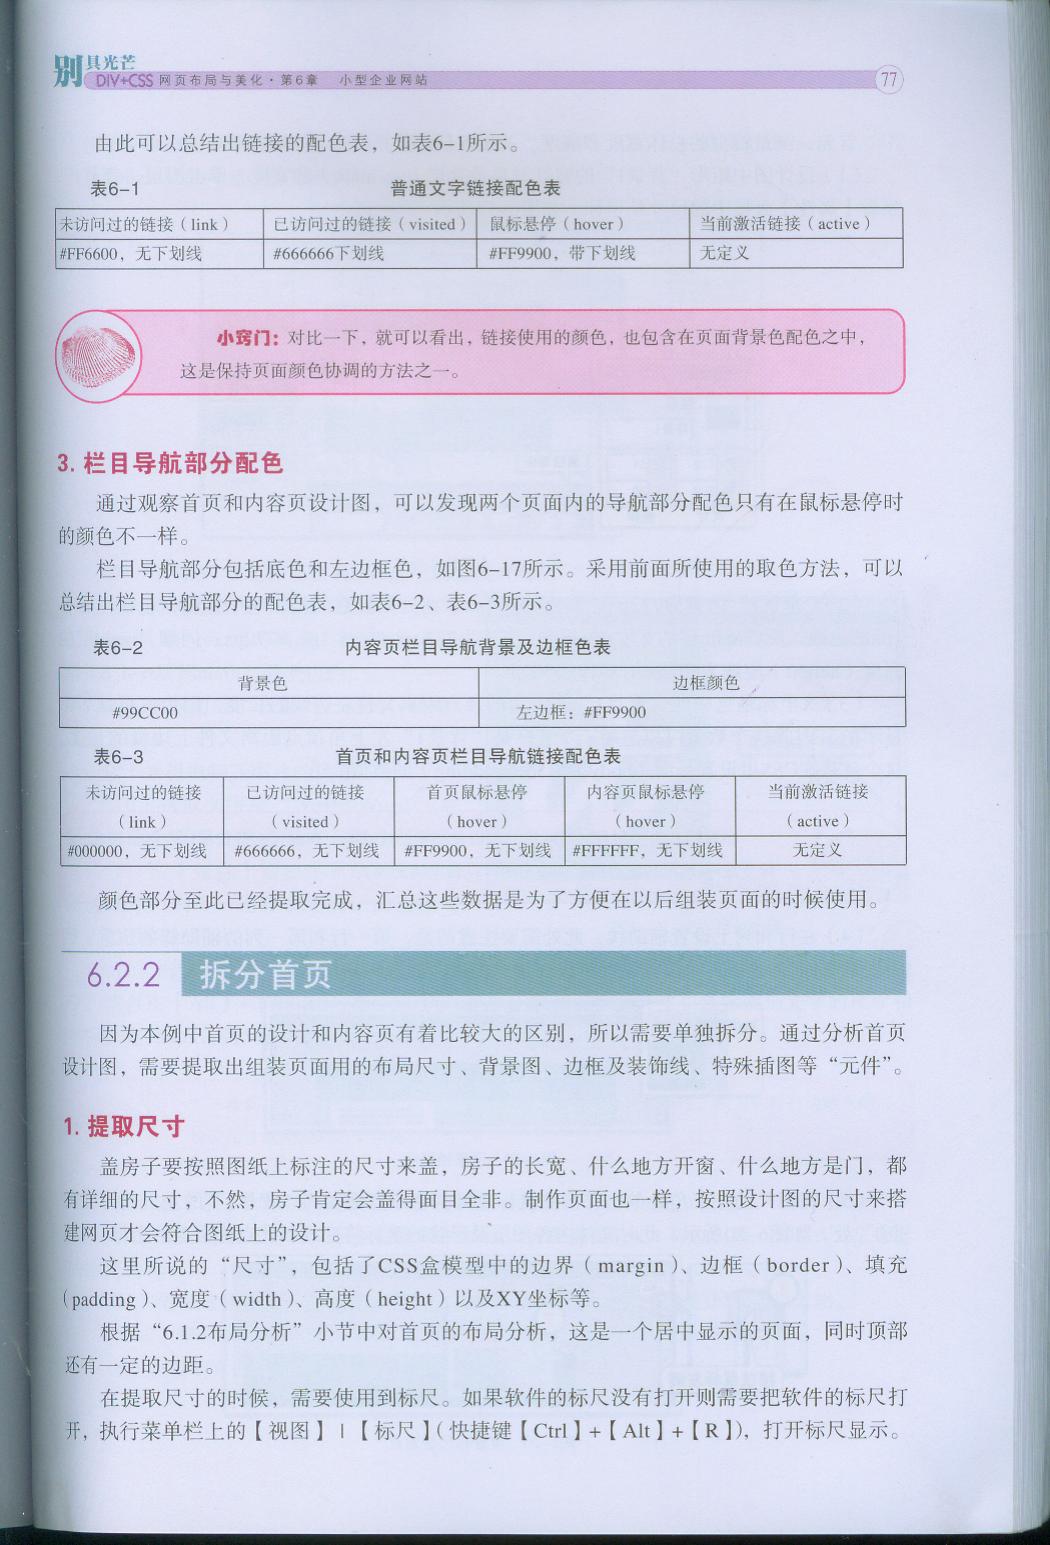 别具光芒
DIV+CSS 网页布局与美化·第6章 小型企业网站
77
由此可以总结出链接的配色表，如表6-1所示。
表6-1 普通文字链接配色表
未访问过的链接（link） 已访问过的链接（visited） 鼠标悬停（hover） 当前激活链接（active）
#FF6600，无下划线 #666666下划线 #FF9900，带下划线 无定义
小窍门：对比一下，就可以看出，链接使用的颜色，也包含在页面背景色配色之中，
这是保持页面颜色协调的方法之一。
3. 栏目导航部分配色
通过观察首页和内容页设计图，可以发现两个页面内的导航部分配色只有在鼠标悬停时
的颜色不一样。
栏目导航部分包括底色和左边框色，如图6-17所示。采用前面所使用的取色方法，可以
总结出栏目导航部分的配色表，如表6-2、表6-3所示。
表6-2 内容页栏目导航背景及边框色表
背景色 边框颜色
#99CC00 左边框：#FF9900
表6-3 首页和内容页栏目导航链接配色表
未访问过的链接 已访问过的链接 首页鼠标悬停 内容页鼠标悬停 当前激活链接
（link） （visited） （hover） （hover） （active）
#000000，无下划线 #666666，无下划线 #FF9900，无下划线 #FFFFFF，无下划线 无定义
颜色部分至此已经提取完成，汇总这些数据是为了方便在以后组装页面的时候使用。
6.2.2 拆分首页
因为本例中首页的设计和内容页有着比较大的区别，所以需要单独拆分。通过分析首页
设计图，需要提取出组装页面用的布局尺寸、背景图、边框及装饰线、特殊插图等“元件”。
1. 提取尺寸
盖房子要按照图纸上标注的尺寸来盖，房子的长宽、什么地方开窗、什么地方是门，都
有详细的尺寸，不然，房子肯定会盖得面目全非。制作页面也一样，按照设计图的尺寸来搭
建网页才会符合图纸上的设计。
这里所说的“尺寸”，包括了CSS盒模型中的边界（margin）、边框（border）、填充
（padding）、宽度（width）、高度（height）以及XY坐标等。
根据“6.1.2布局分析”小节中对首页的布局分析，这是一个居中显示的页面，同时顶部
还有一定的边距。
在提取尺寸的时候，需要使用到标尺。如果软件的标尺没有打开则需要把软件的标尺打
开，执行菜单栏上的【视图】|【标尺】（快捷键【Ctrl】+【Alt】+【R】），打开标尺显示。